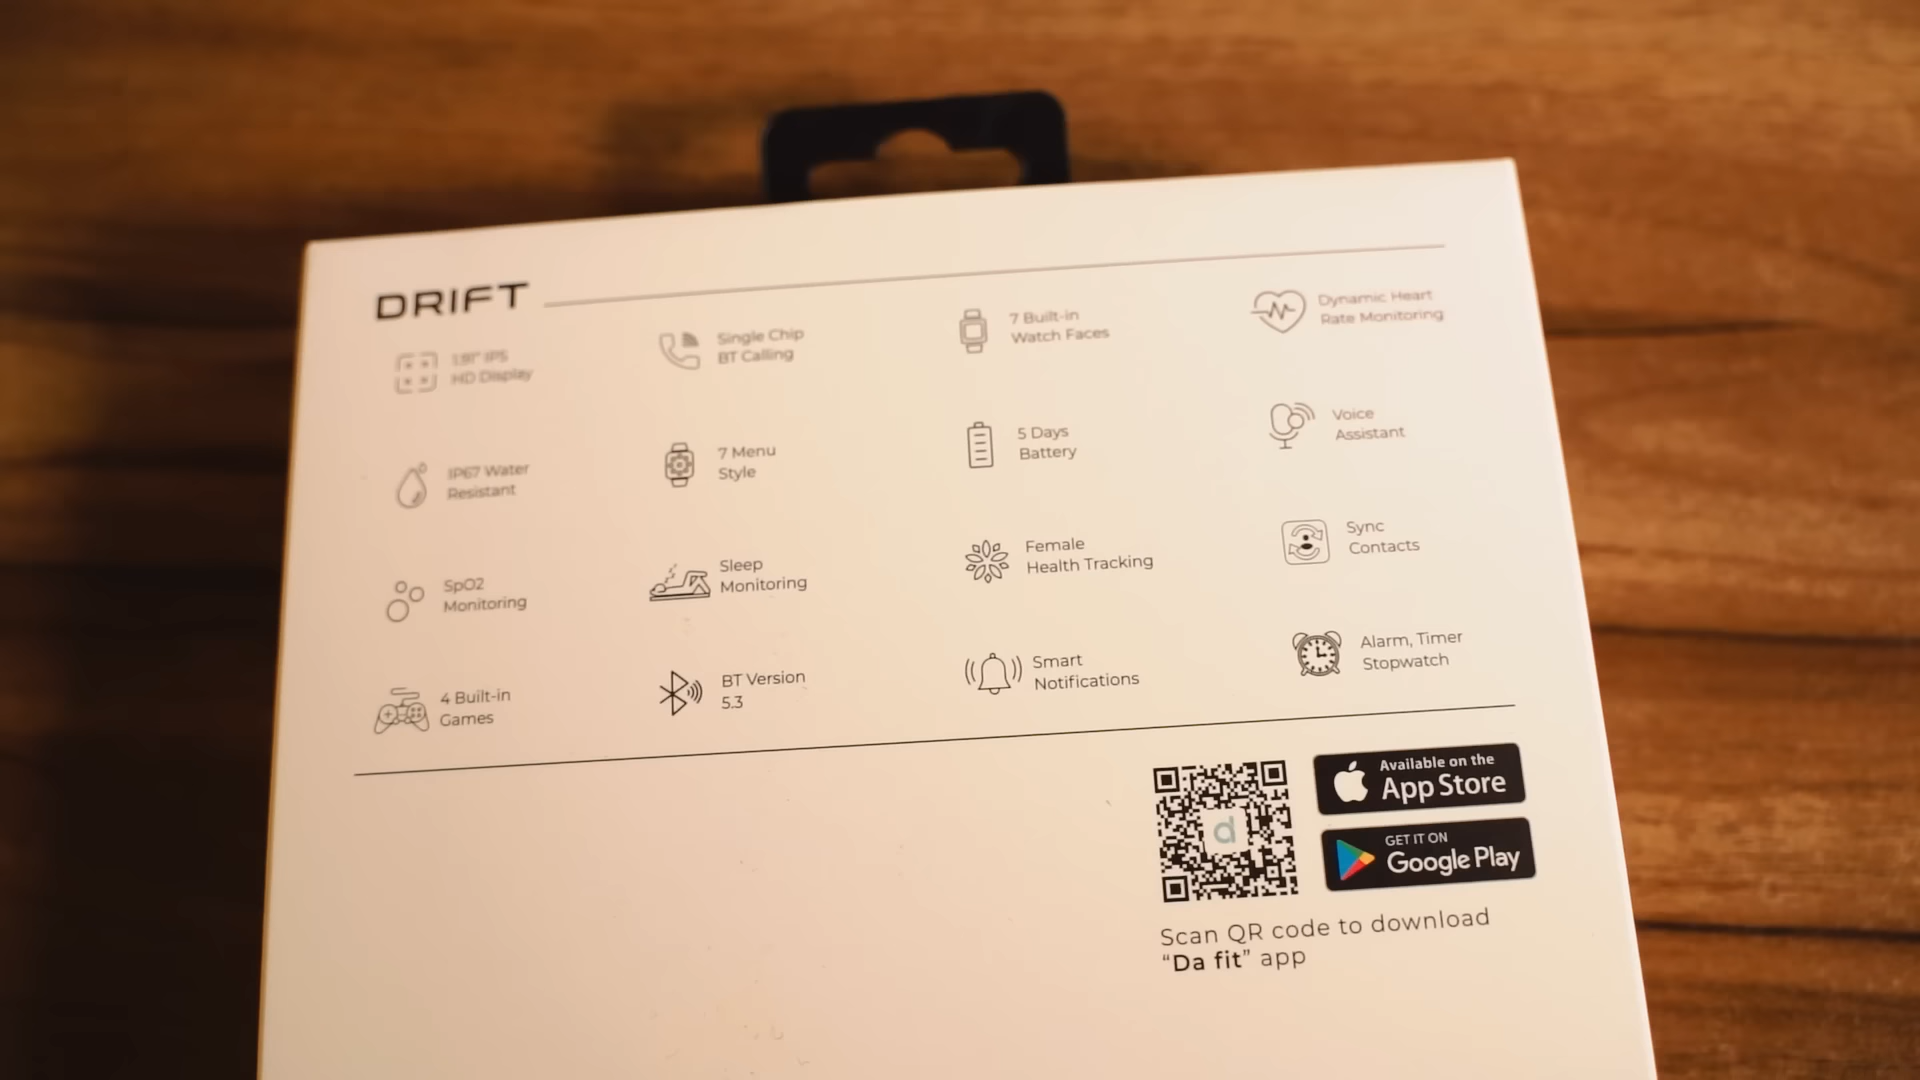 DRIFT
1.91" IPS
HD Display
Single Chip
BT Calling
7 Built-in
Watch Faces
Dynamic Heart
Rate Monitoring
IP67 Water
Resistant
7 Menu
Style
5 Days
Battery
Voice
Assistant
SpO2
Monitoring
Sleep
Monitoring
Female
Health Tracking
Sync
Contacts
4 Built-in
Games
BT Version
5.3
Smart
Notifications
Alarm, Timer
Stopwatch
d
Available on the
App Store
GET IT ON
Google Play
Scan QR code to download
“Da fit” app